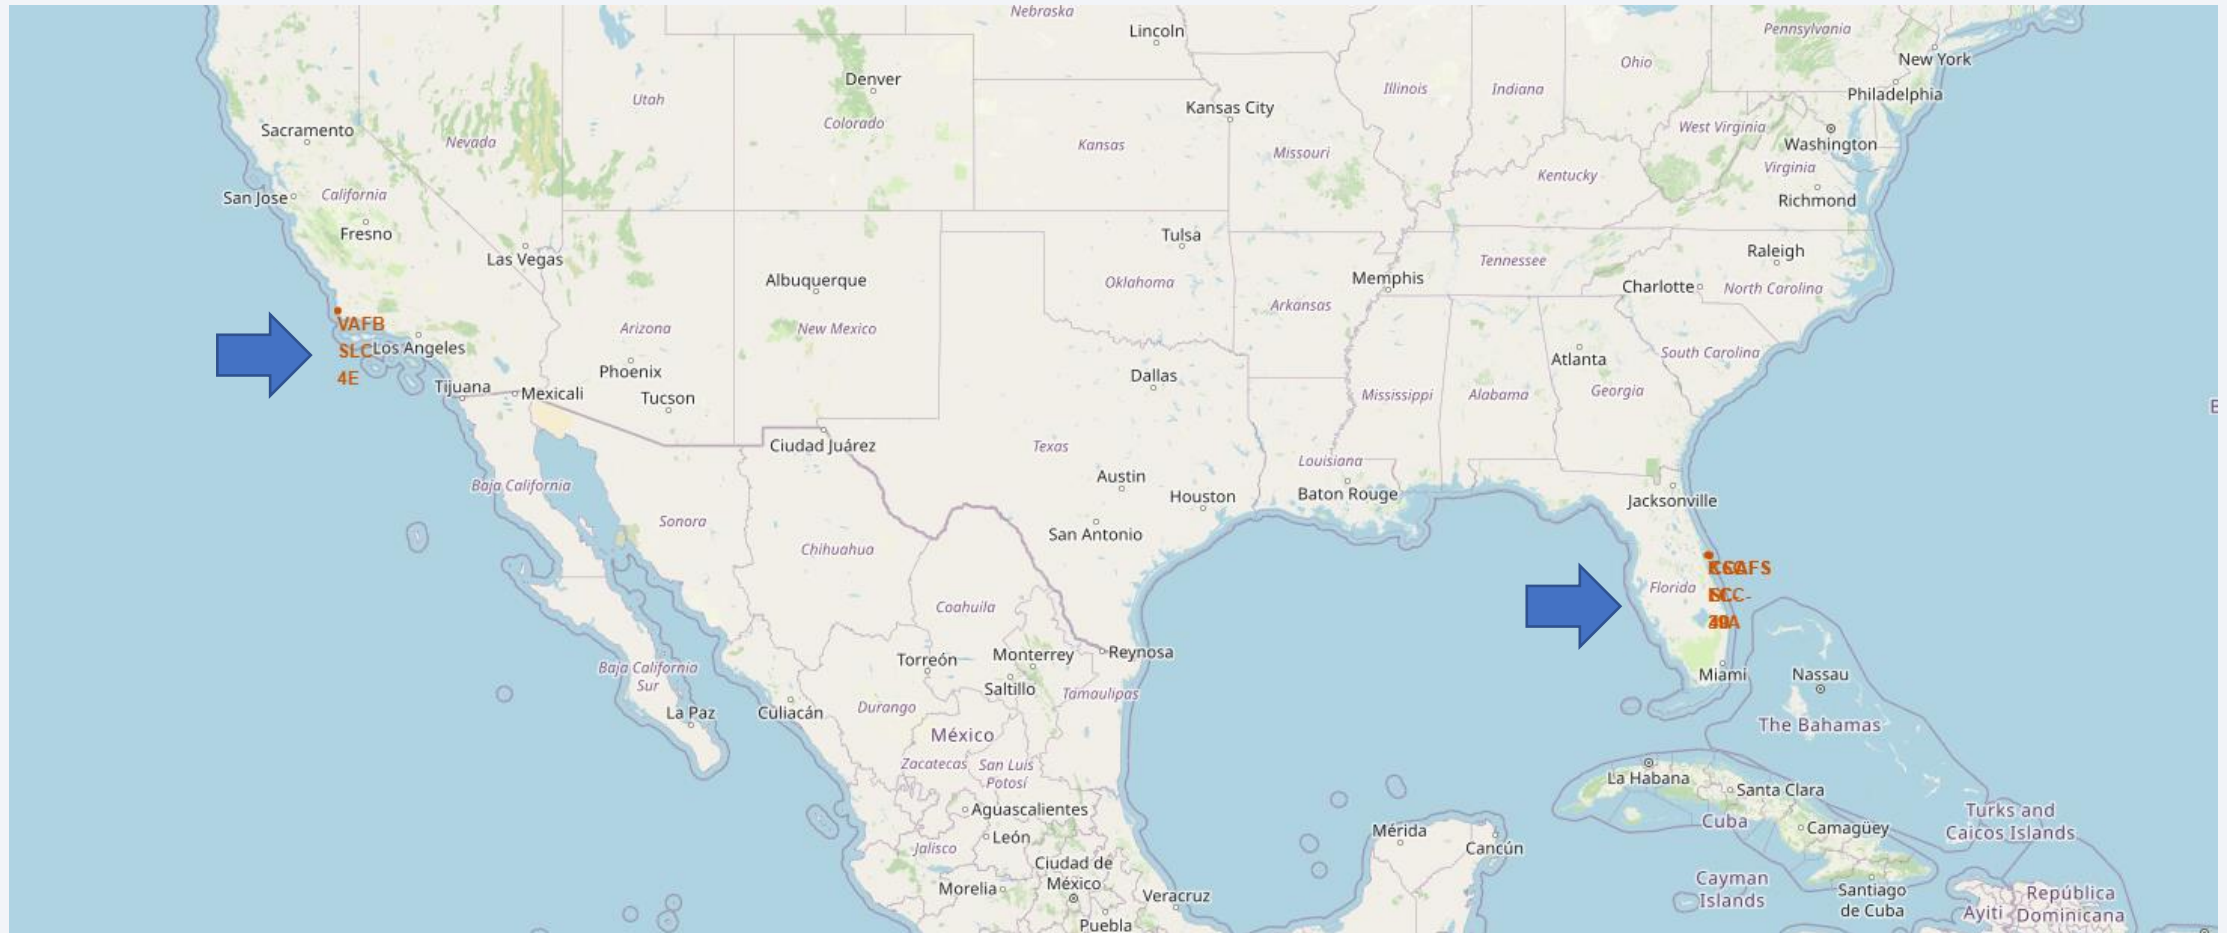 Nebraska
Lincoln
Pennsylvania
New York
Ohio
Denver
Utah
Illinois
Indiana
Philadelphia
Kansas City
Colorado
Sacramento
Nevada
West Virginia
Washington
Kansas
Missouri
Virginia
Kentucky
San Jose
California
Richmond
Fresno
Tulsa
Raleigh
Las Vegas
Tennessee
Albuquerque
Oklahoma
Memphis
Charlotte
North Carolina
Arkansas
VAFB
SLC
4E
Los Angeles
Arizona
New Mexico
Atlanta
South Carolina
Phoenix
Dallas
Tijuana
Mexicali
Tucson
Mississippi
Alabama
Georgia
Ciudad Juárez
Texas
Louisiana
Austin
Baja California
Houston
Baton Rouge
Jacksonville
Sonora
San Antonio
Chihuahua
Florida
Coahuila
Torreón
Monterrey
Reynosa
Baja California
Sur
Saltillo
Tamaulipas
Miami
Nassau
La Paz
Culiacán
Durango
The Bahamas
México
Zacatecas
San Luis
Potosí
La Habana
Santa Clara
Aguascalientes
Turks and
Caicos Islands
León
Mérida
Cuba
Camagüey
Jalisco
Cancún
Ciudad de
México
Morelia
Veracruz
Cayman
Islands
Santiago
de Cuba
República
Dominicana
Ayiti
Puebla